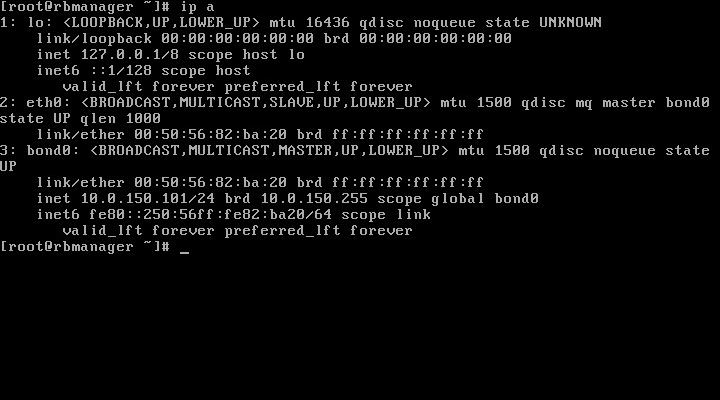 [root@rbmanager ~]# ip a
1: lo: <LOOPBACK,UP,LOWER_UP> mtu 16436 qdisc noqueue state UNKNOWN
    link/loopback 00:00:00:00:00:00 brd 00:00:00:00:00:00
    inet 127.0.0.1/8 scope host lo
    inet6 ::1/128 scope host
       valid_lft forever preferred_lft forever
2: eth0: <BROADCAST,MULTICAST,SLAVE,UP,LOWER_UP> mtu 1500 qdisc mq master bond0
state UP qlen 1000
    link/ether 00:50:56:82:ba:20 brd ff:ff:ff:ff:ff:ff
3: bond0: <BROADCAST,MULTICAST,MASTER,UP,LOWER_UP> mtu 1500 qdisc noqueue state
UP
    link/ether 00:50:56:82:ba:20 brd ff:ff:ff:ff:ff:ff
    inet 10.0.150.101/24 brd 10.0.150.255 scope global bond0
    inet6 fe80::250:56ff:fe82:ba20/64 scope link
       valid_lft forever preferred_lft forever
[root@rbmanager ~]# _